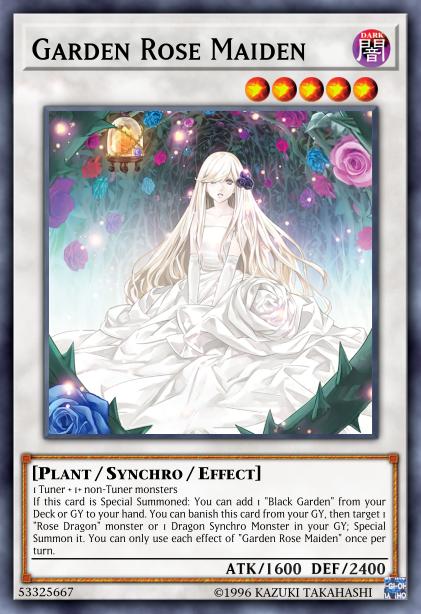 GARDEN ROSE MAIDEN
DARK
闇
[PLANT / SYNCHRO / EFFECT]
1 Tuner + 1+ non-Tuner monsters
If this card is Special Summoned: You can add 1 "Black Garden" from your
Deck or GY to your hand. You can banish this card from your GY, then target 1
"Rose Dragon" monster or 1 Dragon Synchro Monster in your GY; Special
Summon it. You can only use each effect of "Garden Rose Maiden" once per
turn.
ATK/1600 DEF/2400
53325667
©1996 KAZUKI TAKAHASHI